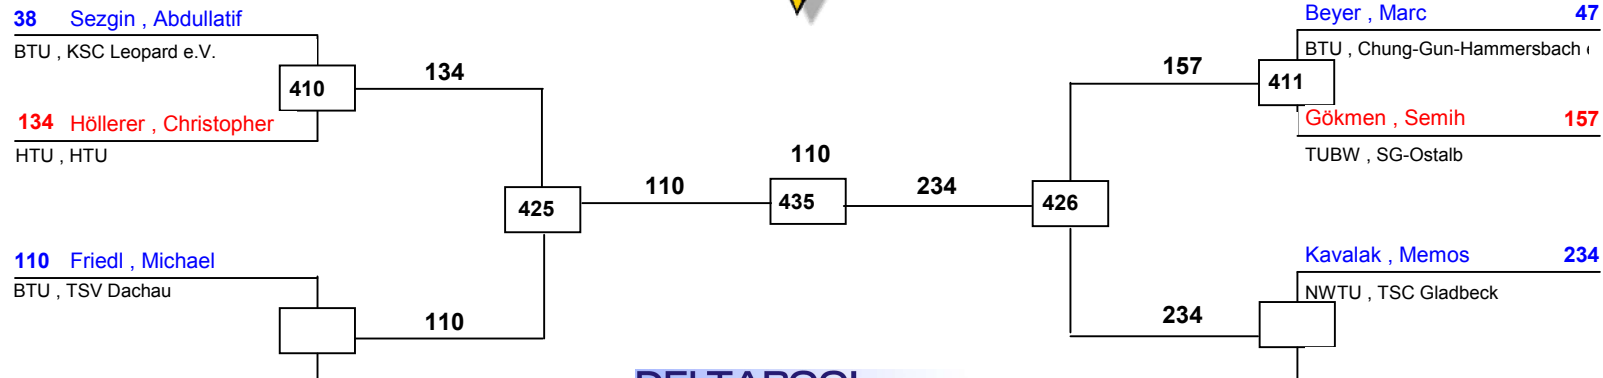 38 Sezgin , Abdullatif
BTU , KSC Leopard e.V.
410
134
134 Höllerer , Christopher
HTU , HTU
425
110
110 Friedl , Michael
BTU , TSV Dachau
110
110
435
234
Beyer , Marc 47
BTU , Chung-Gun-Hammersbach
157
411
Gökmen , Semih 157
TUBW , SG-Ostalb
426
Kavalak , Memos 234
NWTU , TSC Gladbeck
234